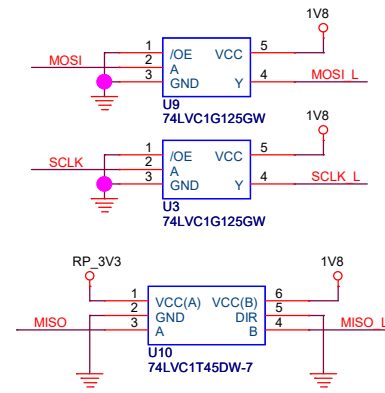 1V8
1 /OE VCC 5
MOSI 2 A
3 GND Y 4 MOSI_L
U9
74LVC1G125GW
1V8
1 /OE VCC 5
SCLK 2 A
3 GND Y 4 SCLK_L
U3
74LVC1G125GW
RP_3V3 1V8
1 VCC(A) VCC(B) 6
2 GND DIR 5
MISO 3 A B 4 MISO_L
U10
74LVC1T45DW-7